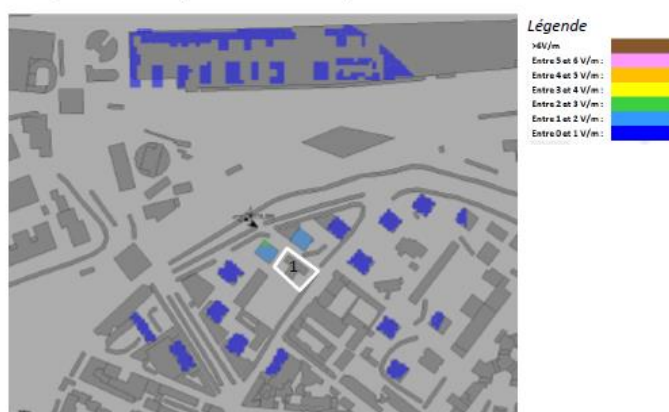 Légende
>6V/m
Entre 5 et 6 V/m :
Entre 4 et 5 V/m :
Entre 3 et 4 V/m :
Entre 2 et 3 V/m :
Entre 1 et 2 V/m :
Entre 0 et 1 V/m :
1